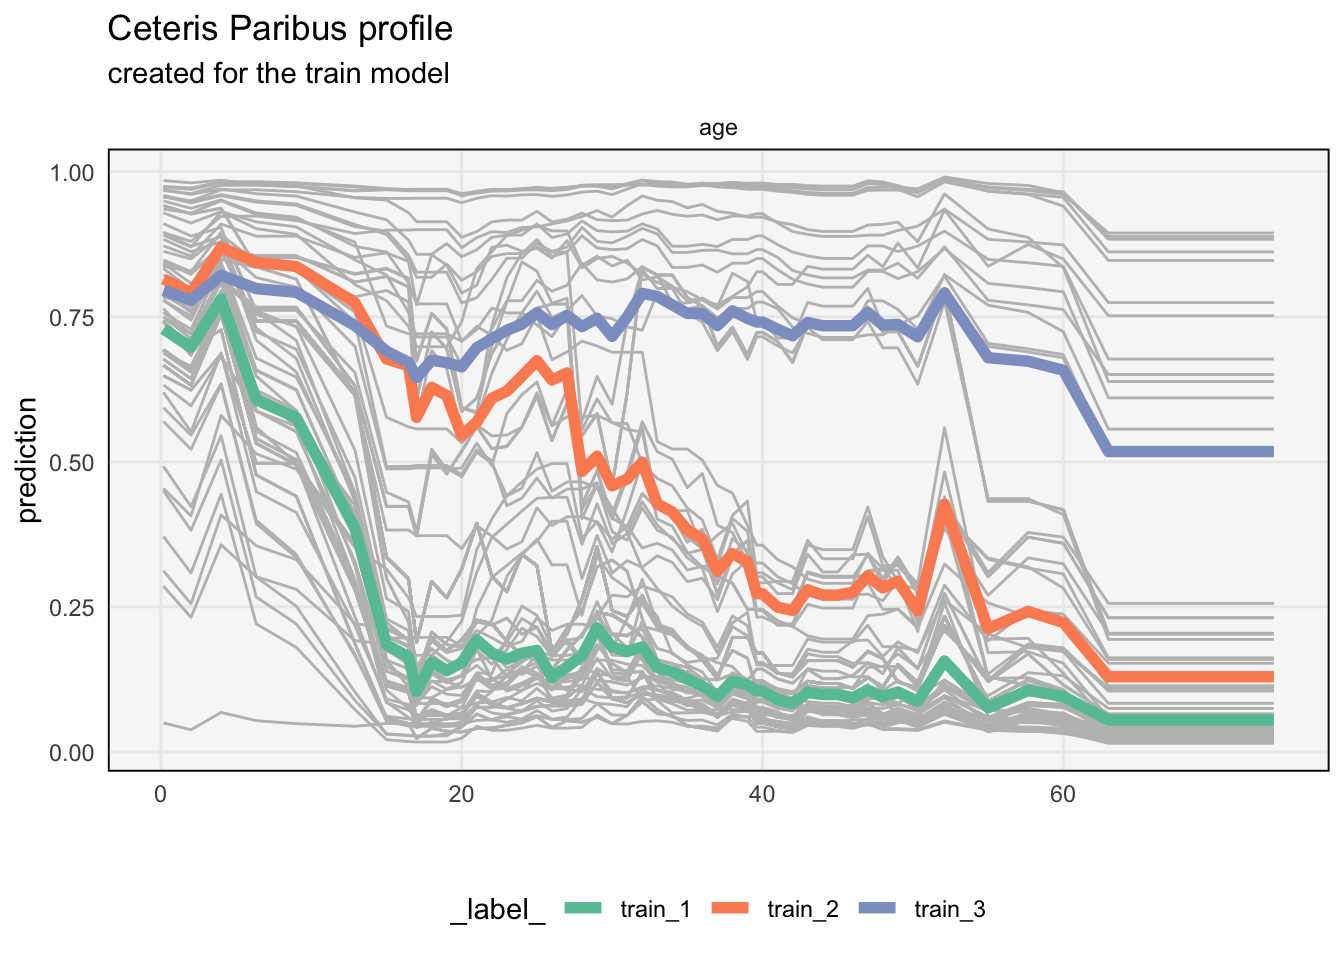 Ceteris Paribus profile
created for the train model
age
1.00
0.75
0.50
0.25
0.00
prediction
0 20 40 60
_label_ train_1 train_2 train_3